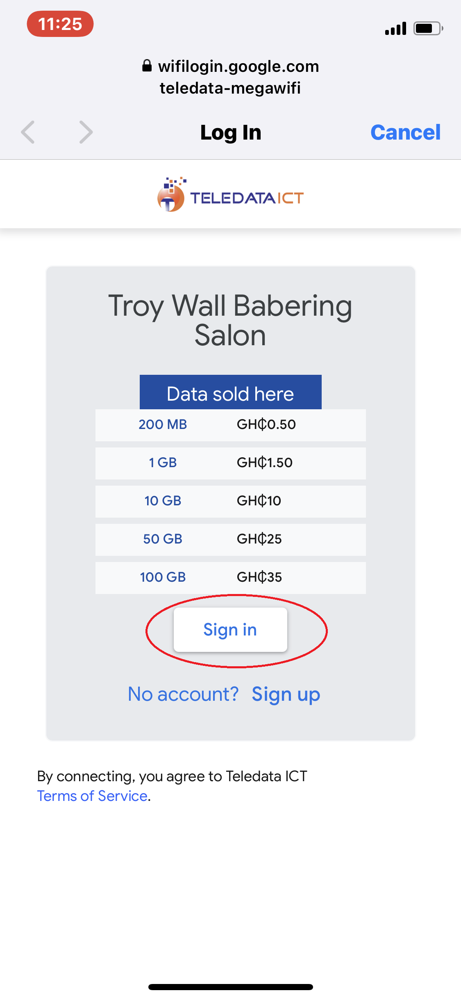 11:25
wifilogin.google.com
teledata-megawifi
Log In
Cancel
TELEDATA ICT
Troy Wall Babering
Salon
Data sold here
200 MB GH₵0.50
1 GB GH₵1.50
10 GB GH₵10
50 GB GH₵25
100 GB GH₵35
Sign in
No account? Sign up
By connecting, you agree to Teledata ICT
Terms of Service.